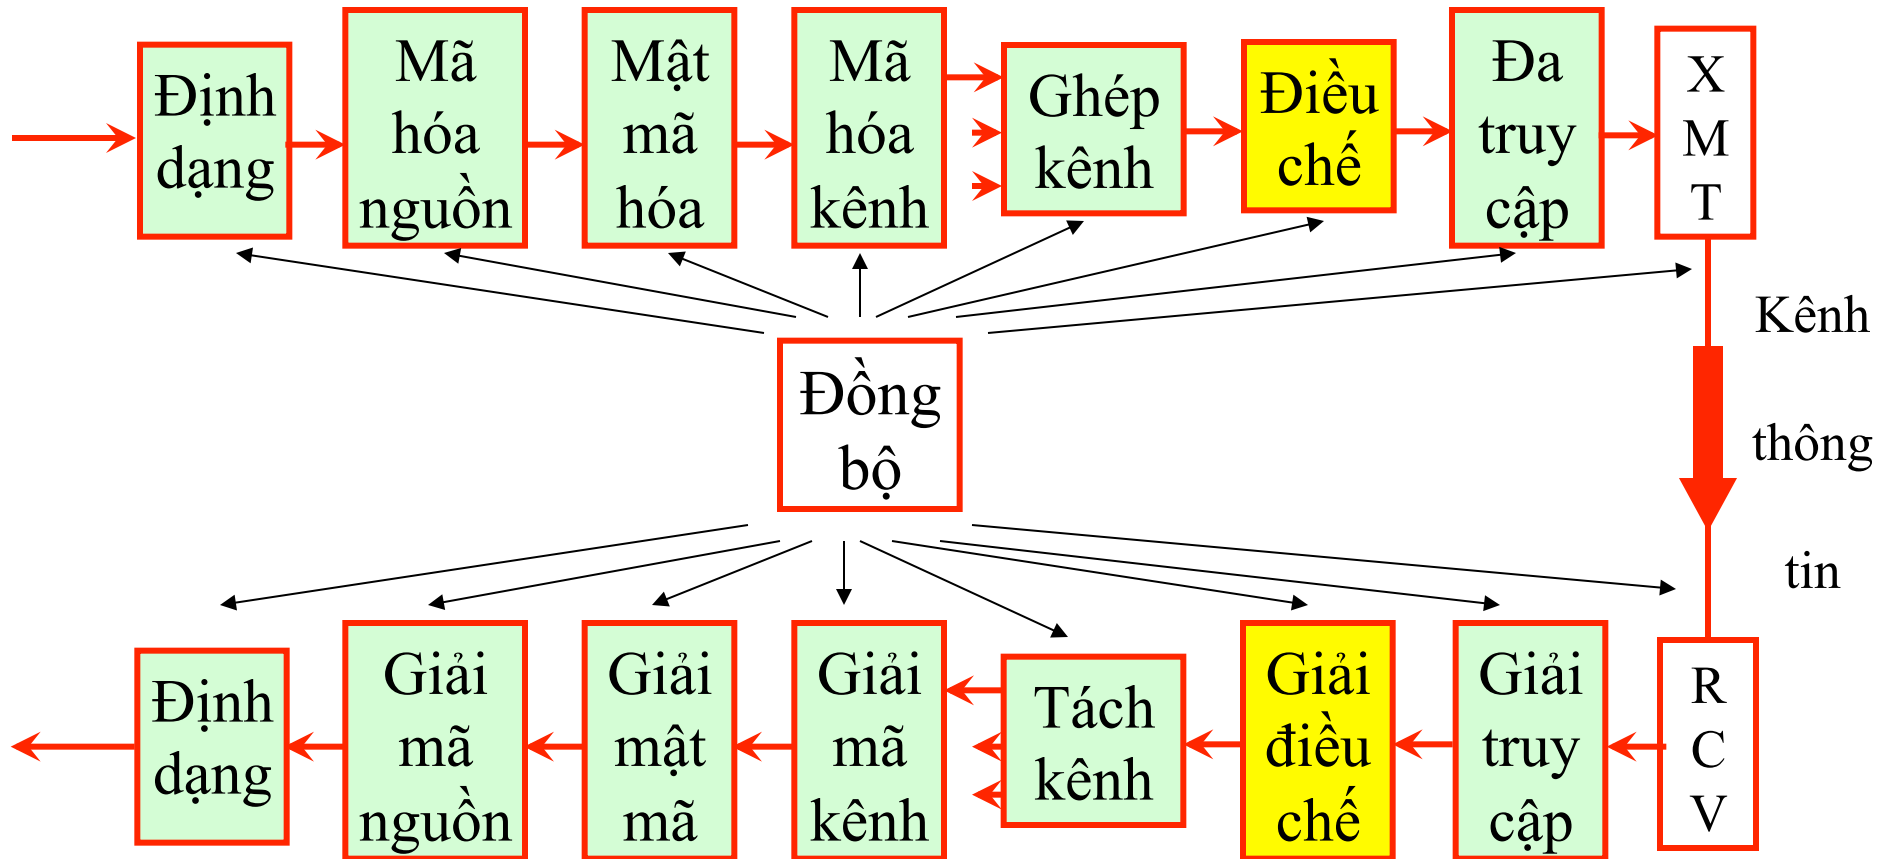 Định
dạng
Mã
hóa
nguồn
Mật
mã
hóa
Mã
hóa
kênh
Ghép
kênh
Điều
chế
Đa
truy
cập
X
M
T
Kênh
thông
tin
Đồng
bộ
Định
dạng
Giải
mã
nguồn
Giải
mật
mã
Giải
mã
kênh
Tách
kênh
Giải
điều
chế
Giải
truy
cập
R
C
V